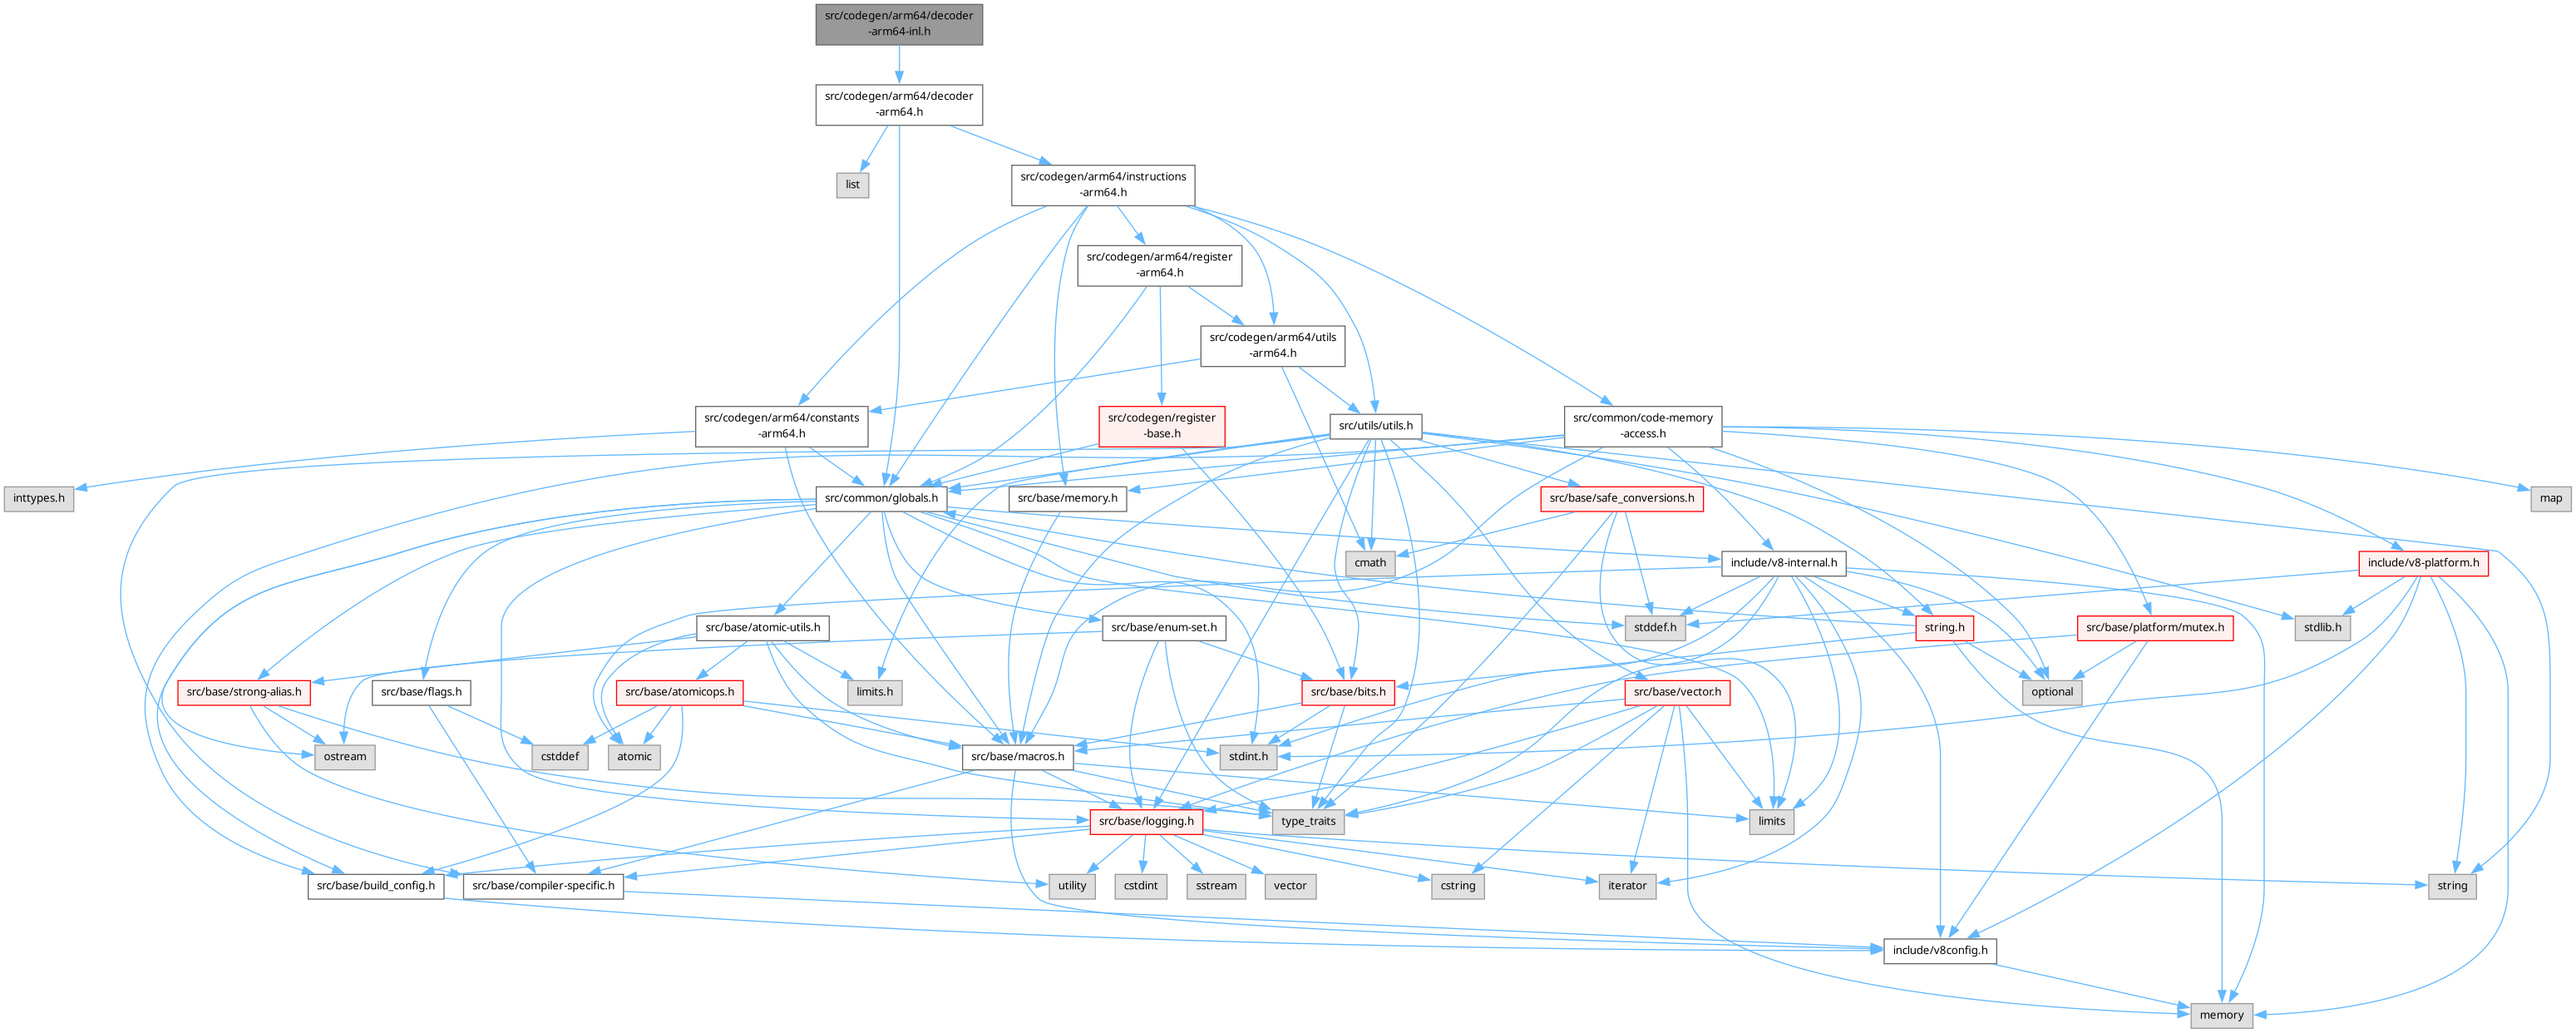 src/codegen/arm64/decoder
-arm64-inl.h
src/codegen/arm64/decoder
-arm64.h
list
src/codegen/arm64/instructions
-arm64.h
src/codegen/arm64/register
-arm64.h
src/codegen/arm64/utils
-arm64.h
src/codegen/arm64/constants
-arm64.h
src/codegen/register
-base.h
src/utils/utils.h
src/common/code-memory
-access.h
inttypes.h
src/common/globals.h
src/base/memory.h
src/base/safe_conversions.h
map
cmath
include/v8-internal.h
include/v8-platform.h
src/base/atomic-utils.h
src/base/enum-set.h
stddef.h
string.h
src/base/platform/mutex.h
stdlib.h
src/base/strong-alias.h
src/base/flags.h
src/base/atomicops.h
limits.h
src/base/bits.h
src/base/vector.h
optional
ostream
cstddef
atomic
src/base/macros.h
stdint.h
src/base/logging.h
type_traits
limits
src/base/build_config.h
src/base/compiler-specific.h
utility
cstdint
sstream
vector
cstring
iterator
string
include/v8config.h
memory